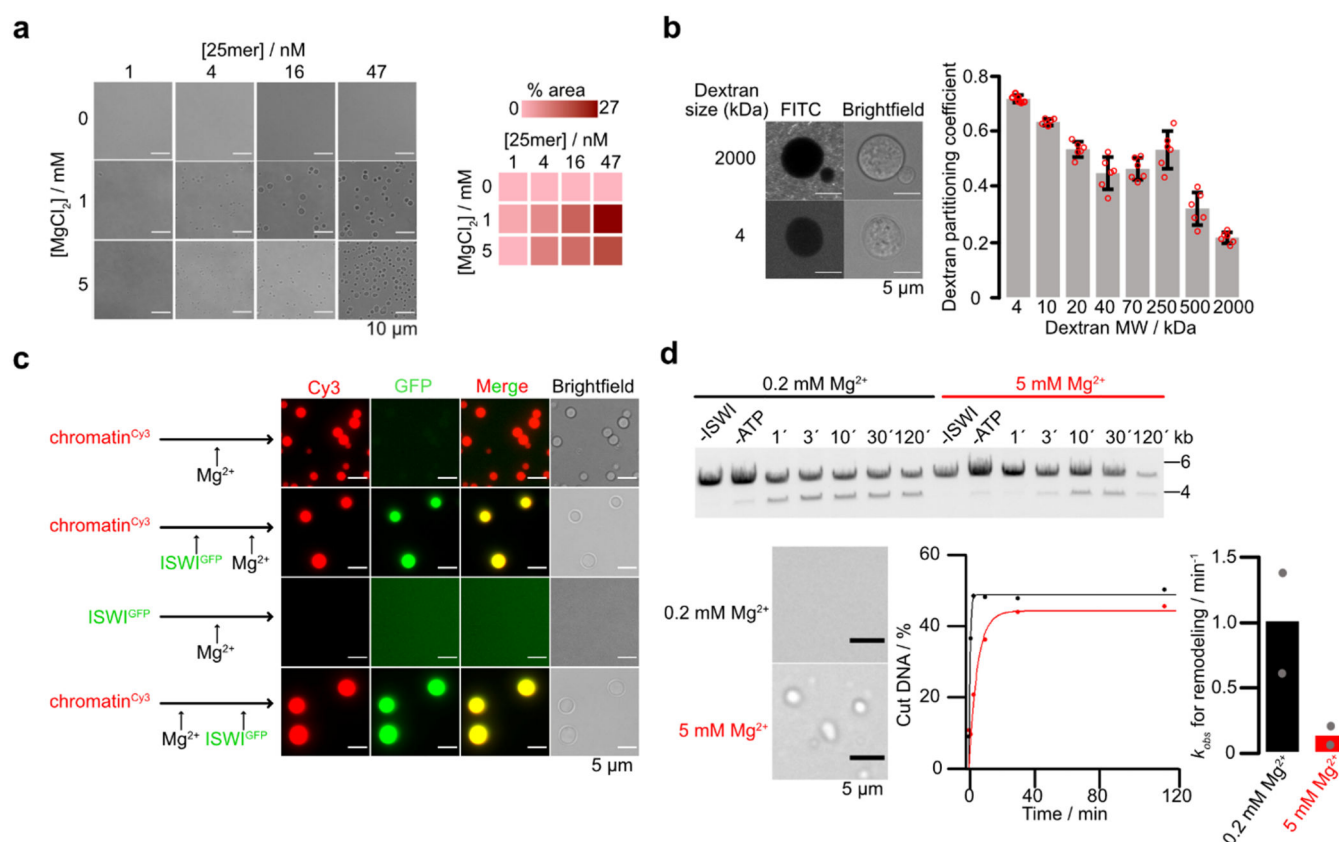 a
[25mer] / nM
1 4 16 47
[MgCl₂] / mM
0
1
5
10 µm
% area
0 27
[25mer] / nM
1 4 16 47
[MgCl₂] / mM
0
1
5
b
Dextran
size (kDa)
FITC Brightfield
2000
4
5 µm
Dextran partitioning coefficient
0.8
0.6
0.4
0.2
0
4 10 20 40 70 250 500 2000
Dextran MW / kDa
c
Cy3 GFP Merge Brightfield
chromatinCy3
Mg²⁺
chromatinCy3
ISWIGFP Mg²⁺
ISWIGFP
Mg²⁺
chromatinCy3
Mg²⁺ ISWIGFP
5 µm
d
0.2 mM Mg²⁺ 5 mM Mg²⁺
-ISWI -ATP 1´ 3´ 10´ 30´ 120´ -ISWI -ATP 1´ 3´ 10´ 30´ 120´ kb
6
4
0.2 mM Mg²⁺
5 mM Mg²⁺
5 µm
Cut DNA / %
60
40
20
0
0 40 80 120
Time / min
kobs for remodeling / min⁻¹
1.5
1.0
0.5
0
0.2 mM Mg²⁺
5 mM Mg²⁺